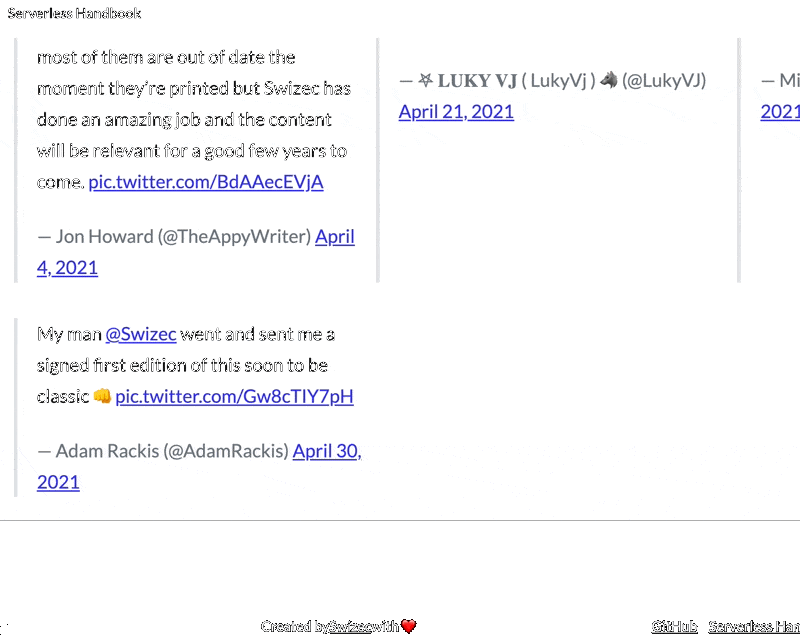 Serverless Handbook
most of them are out of date the
moment they’re printed but Swizec has
done an amazing job and the content
will be relevant for a good few years to
come. pic.twitter.com/BdAAecEVjA
— Jon Howard (@TheAppyWriter) April
4, 2021
— ⛧ 𝐋𝐔𝐊𝐘 𝐕𝐉 ( LukyVj ) 🐴 (@LukyVJ)
April 21, 2021
— Mi
2021
My man @Swizec went and sent me a
signed first edition of this soon to be
classic 👊 pic.twitter.com/Gw8cTIY7pH
— Adam Rackis (@AdamRackis) April 30,
2021
Created bySwizecwith❤️
GitHub Serverless Han